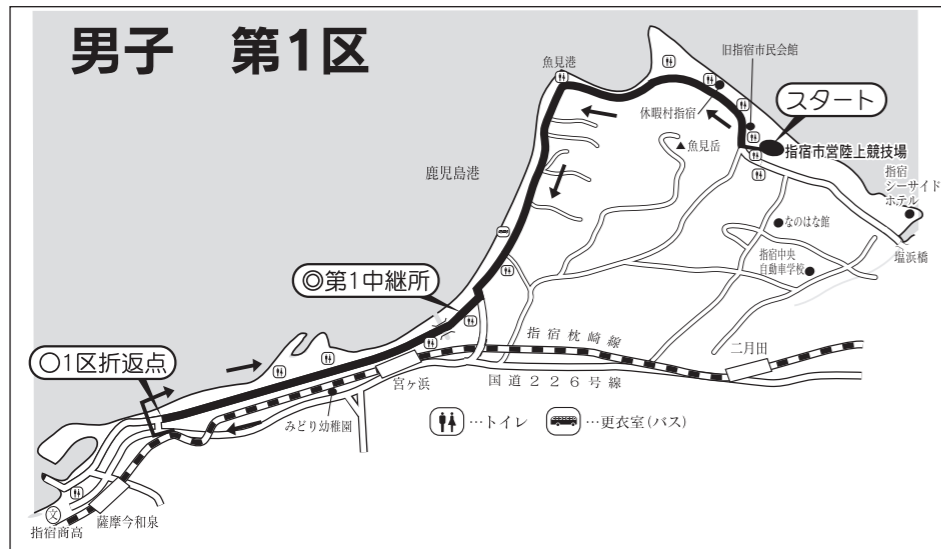 男子　第1区
魚見港
旧指宿市民会館
スタート
休暇村指宿
▲魚見岳
指宿市営陸上競技場
鹿児島港
指宿
シーサイド
ホテル
なのはな館
指宿中央
自動車学校
塩浜橋
◎第1中継所
指宿枕崎線
二月田
○1区折返点
宮ヶ浜
国道226号線
みどり幼稚園
…トイレ
…更衣室(バス)
文
薩摩今和泉
指宿商高